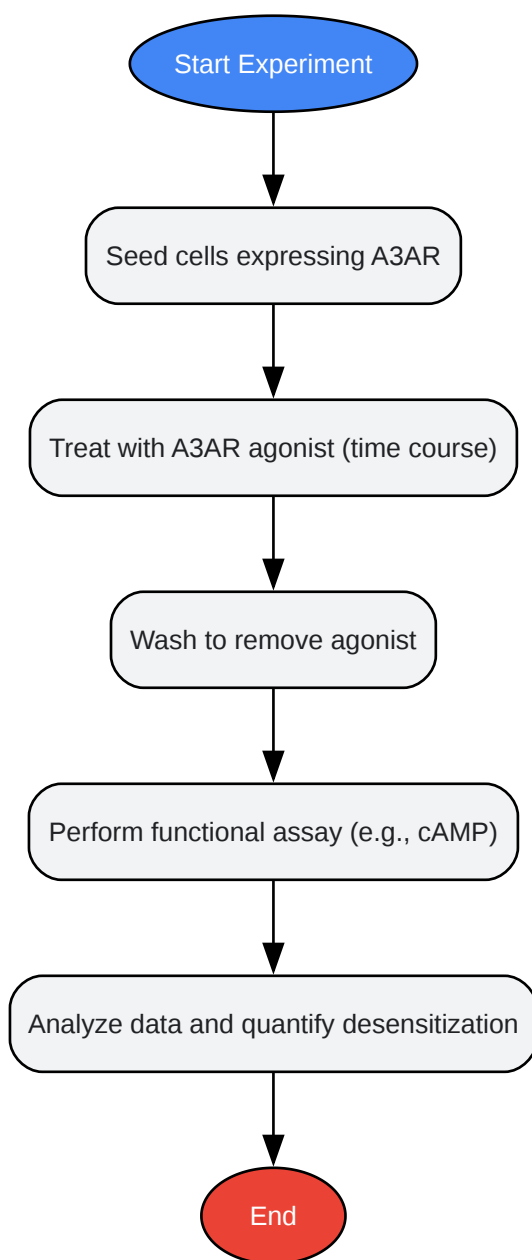 Start Experiment
Seed cells expressing A3AR
Treat with A3AR agonist (time course)
Wash to remove agonist
Perform functional assay (e.g., cAMP)
Analyze data and quantify desensitization
End